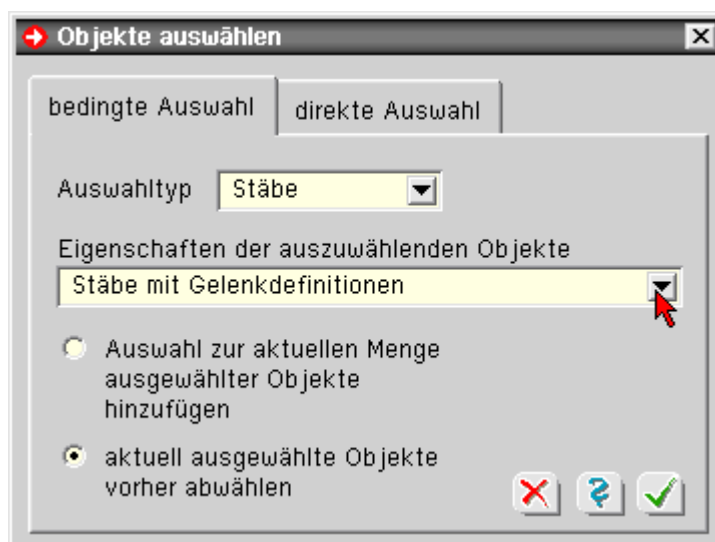 Objekte auswählen
bedingte Auswahl
direkte Auswahl
Auswahltyp
Stäbe
Eigenschaften der auszuwählenden Objekte
Stäbe mit Gelenkdefinitionen
Auswahl zur aktuellen Menge
ausgewählter Objekte
hinzufügen
aktuell ausgewählte Objekte
vorher abwählen